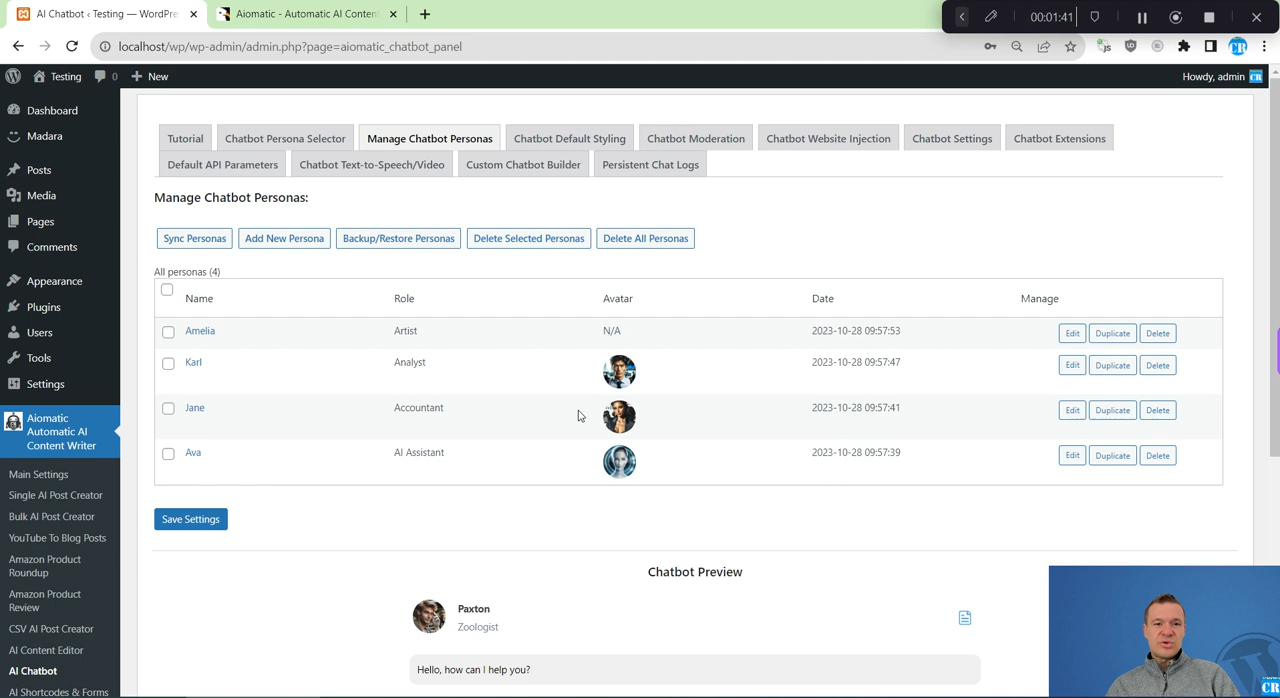 AI Chatbot ‹ Testing — WordPre
Aiomatic - Automatic AI Conten
00:01:41
localhost/wp/wp-admin/admin.php?page=aiomatic_chatbot_panel
Testing
0
New
Howdy, admin
Dashboard
Madara
Posts
Media
Pages
Comments
Appearance
Plugins
Users
Tools
Settings
Aiomatic
Automatic AI
Content Writer
Main Settings
Single AI Post Creator
Bulk AI Post Creator
YouTube To Blog Posts
Amazon Product
Roundup
Amazon Product
Review
CSV AI Post Creator
AI Content Editor
AI Chatbot
AI Shortcodes & Forms
Tutorial
Chatbot Persona Selector
Manage Chatbot Personas
Chatbot Default Styling
Chatbot Moderation
Chatbot Website Injection
Chatbot Settings
Chatbot Extensions
Default API Parameters
Chatbot Text-to-Speech/Video
Custom Chatbot Builder
Persistent Chat Logs
Manage Chatbot Personas:
Sync Personas
Add New Persona
Backup/Restore Personas
Delete Selected Personas
Delete All Personas
All personas (4)
Name Role Avatar Date Manage
Amelia Artist N/A 2023-10-28 09:57:53 Edit Duplicate Delete
Karl Analyst 2023-10-28 09:57:47 Edit Duplicate Delete
Jane Accountant 2023-10-28 09:57:41 Edit Duplicate Delete
Ava AI Assistant 2023-10-28 09:57:39 Edit Duplicate Delete
Save Settings
Chatbot Preview
Paxton
Zoologist
Hello, how can I help you?
CR